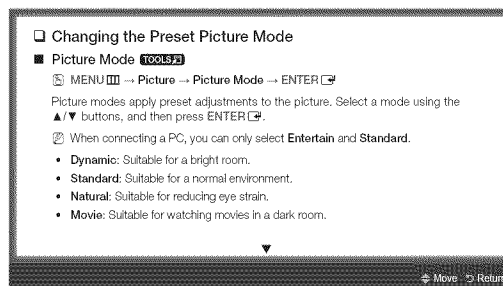 ❑ Changing the Preset Picture Mode
■ Picture Mode TOOLS
MENU → Picture → Picture Mode → ENTER
Picture modes apply preset adjustments to the picture. Select a mode using the
▲/▼ buttons, and then press ENTER.
When connecting a PC, you can only select Entertain and Standard.
• Dynamic: Suitable for a bright room.
• Standard: Suitable for a normal environment.
• Natural: Suitable for reducing eye strain.
• Movie: Suitable for watching movies in a dark room.
▼
Move Return